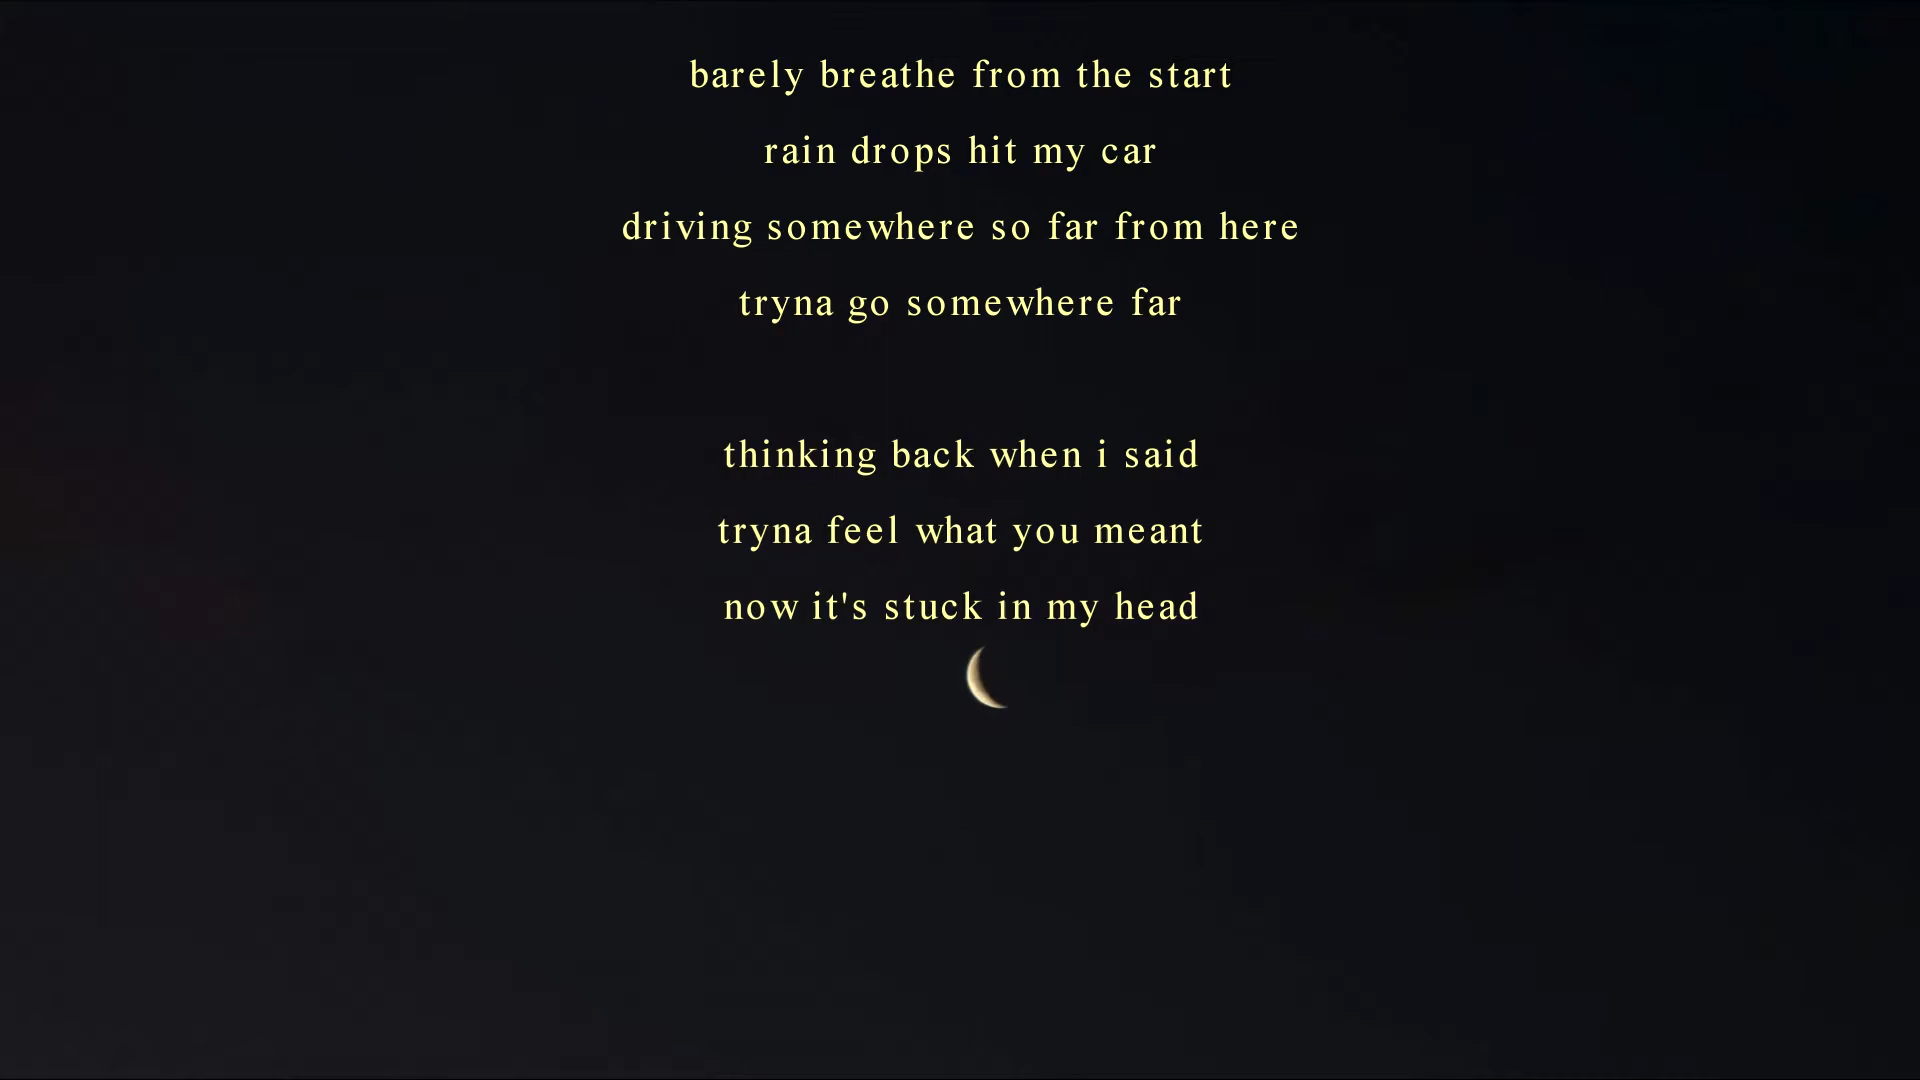 barely breathe from the start
rain drops hit my car
driving somewhere so far from here
tryna go somewhere far
thinking back when i said
tryna feel what you meant
now it's stuck in my head